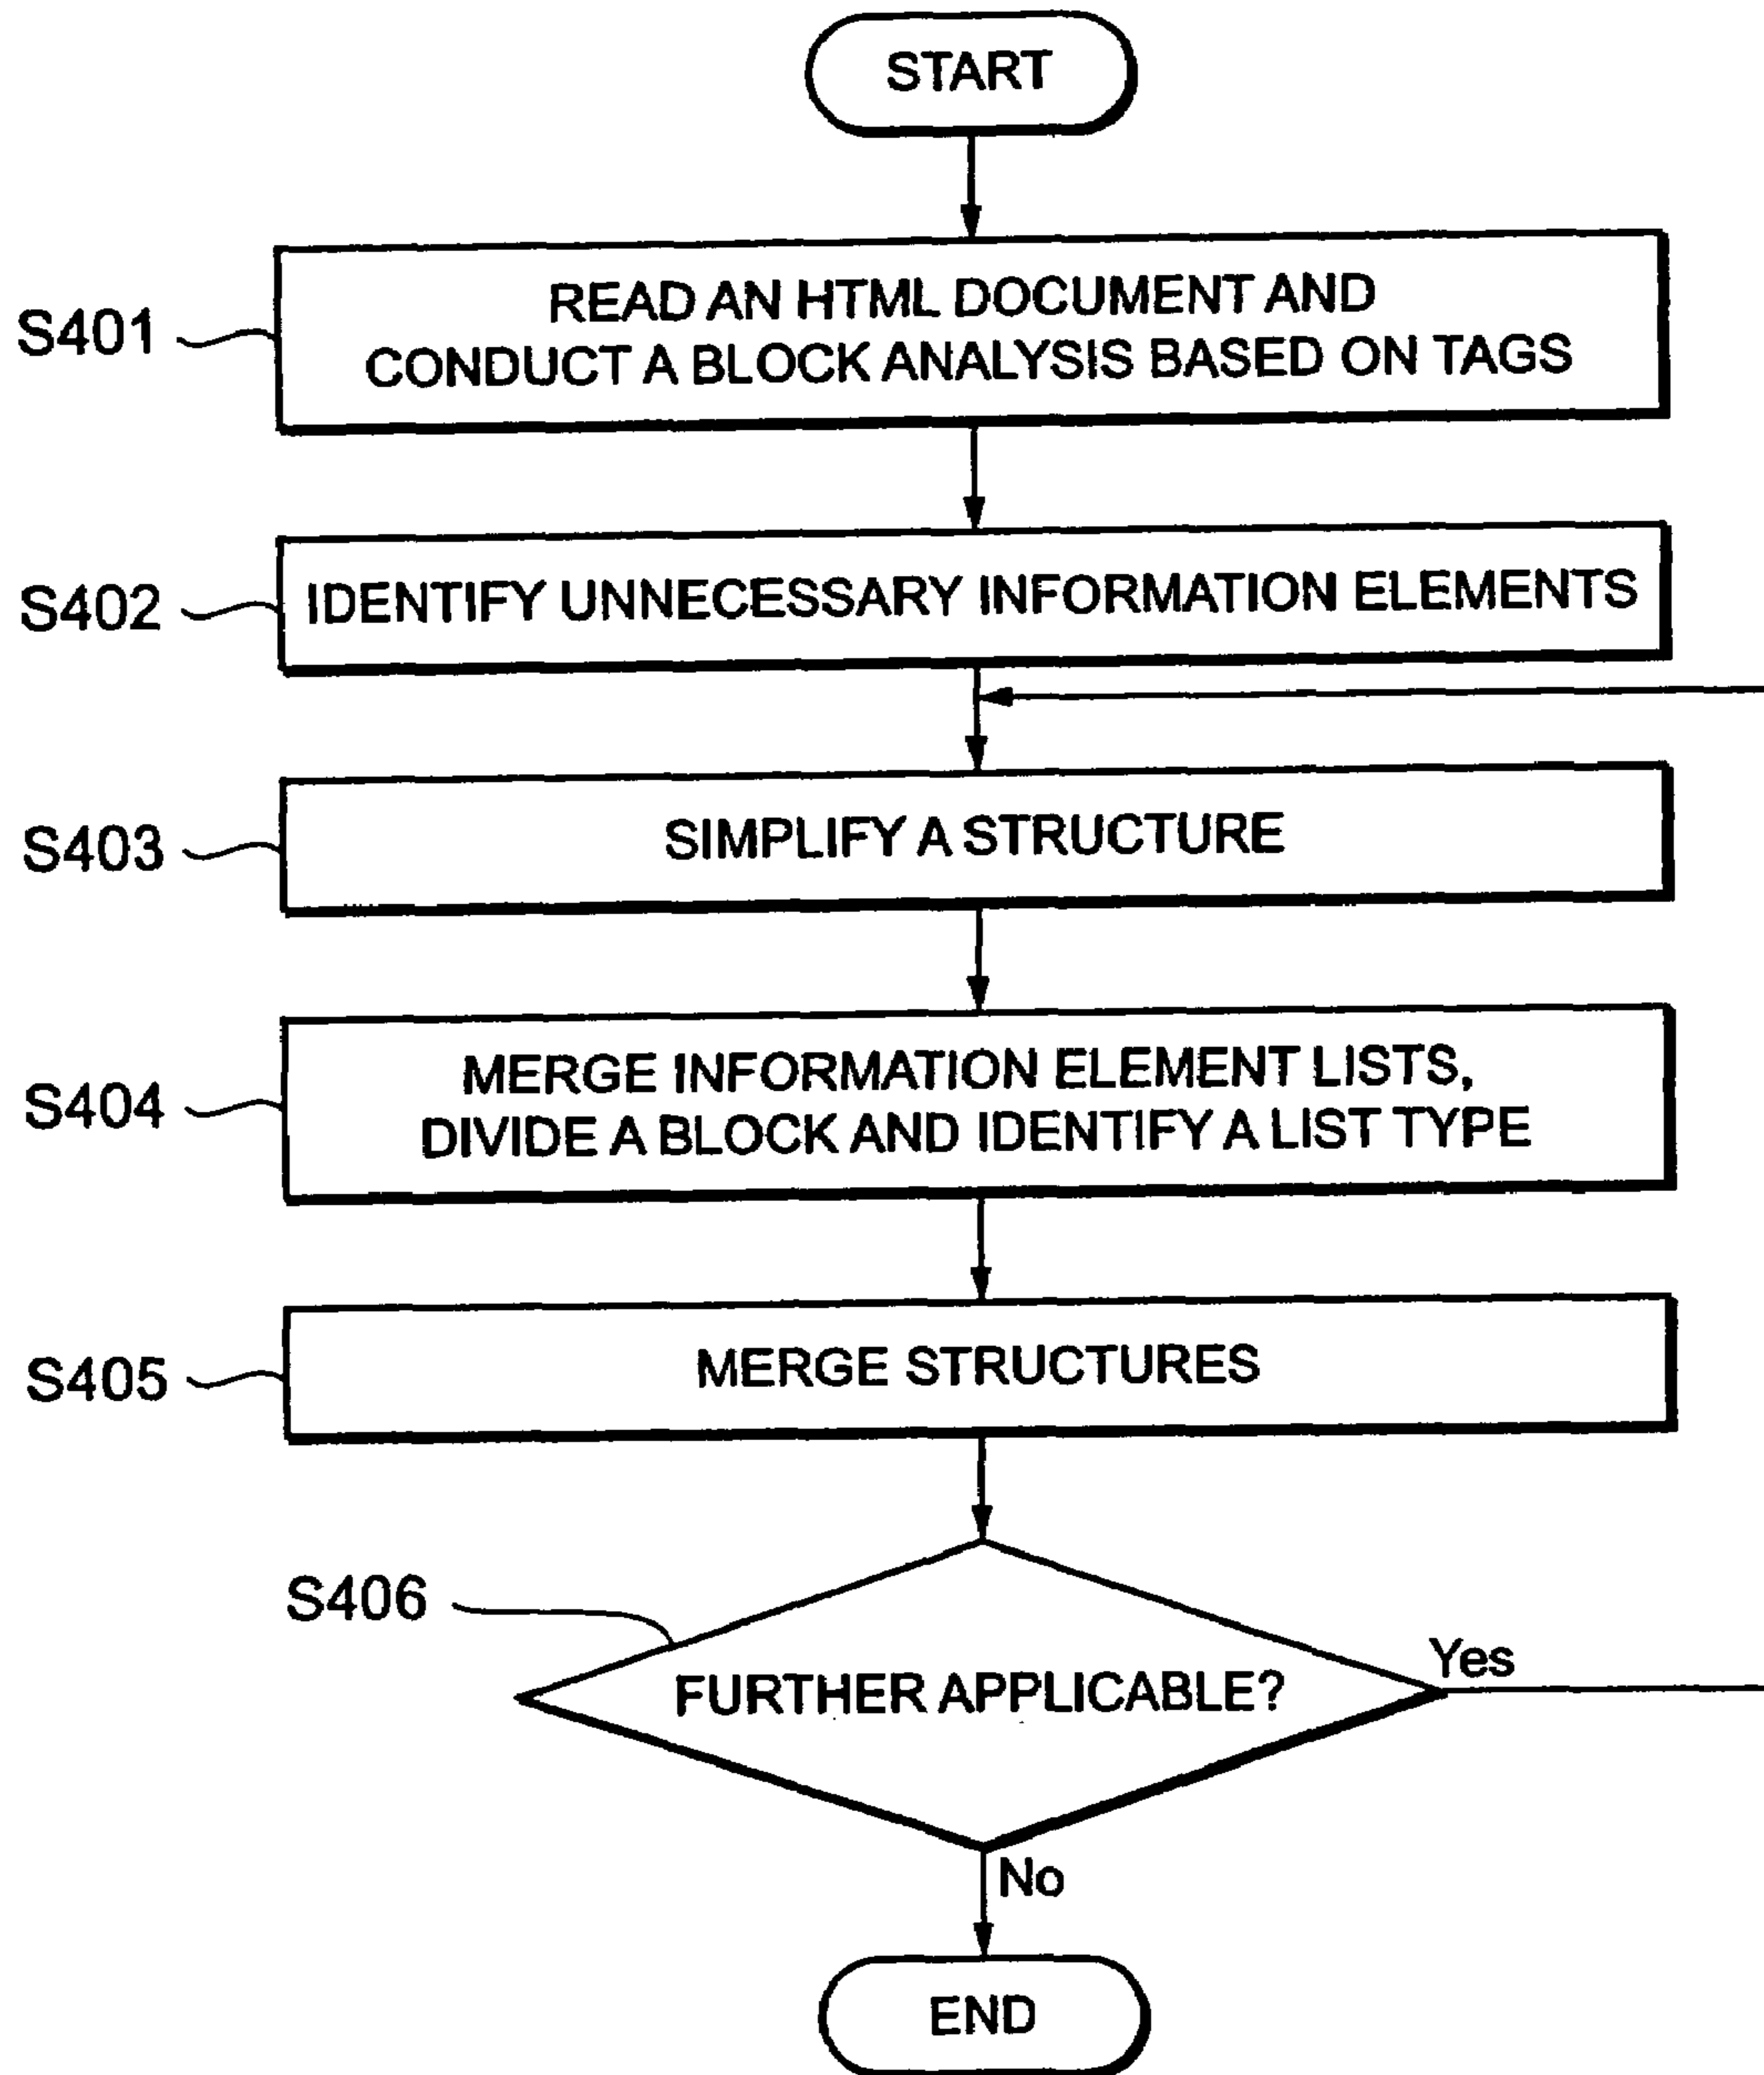 START
S401
READ AN HTML DOCUMENT AND
CONDUCT A BLOCK ANALYSIS BASED ON TAGS
S402
IDENTIFY UNNECESSARY INFORMATION ELEMENTS
S403
SIMPLIFY A STRUCTURE
S404
MERGE INFORMATION ELEMENT LISTS,
DIVIDE A BLOCK AND IDENTIFY A LIST TYPE
S405
MERGE STRUCTURES
S406
FURTHER APPLICABLE?
Yes
No
END